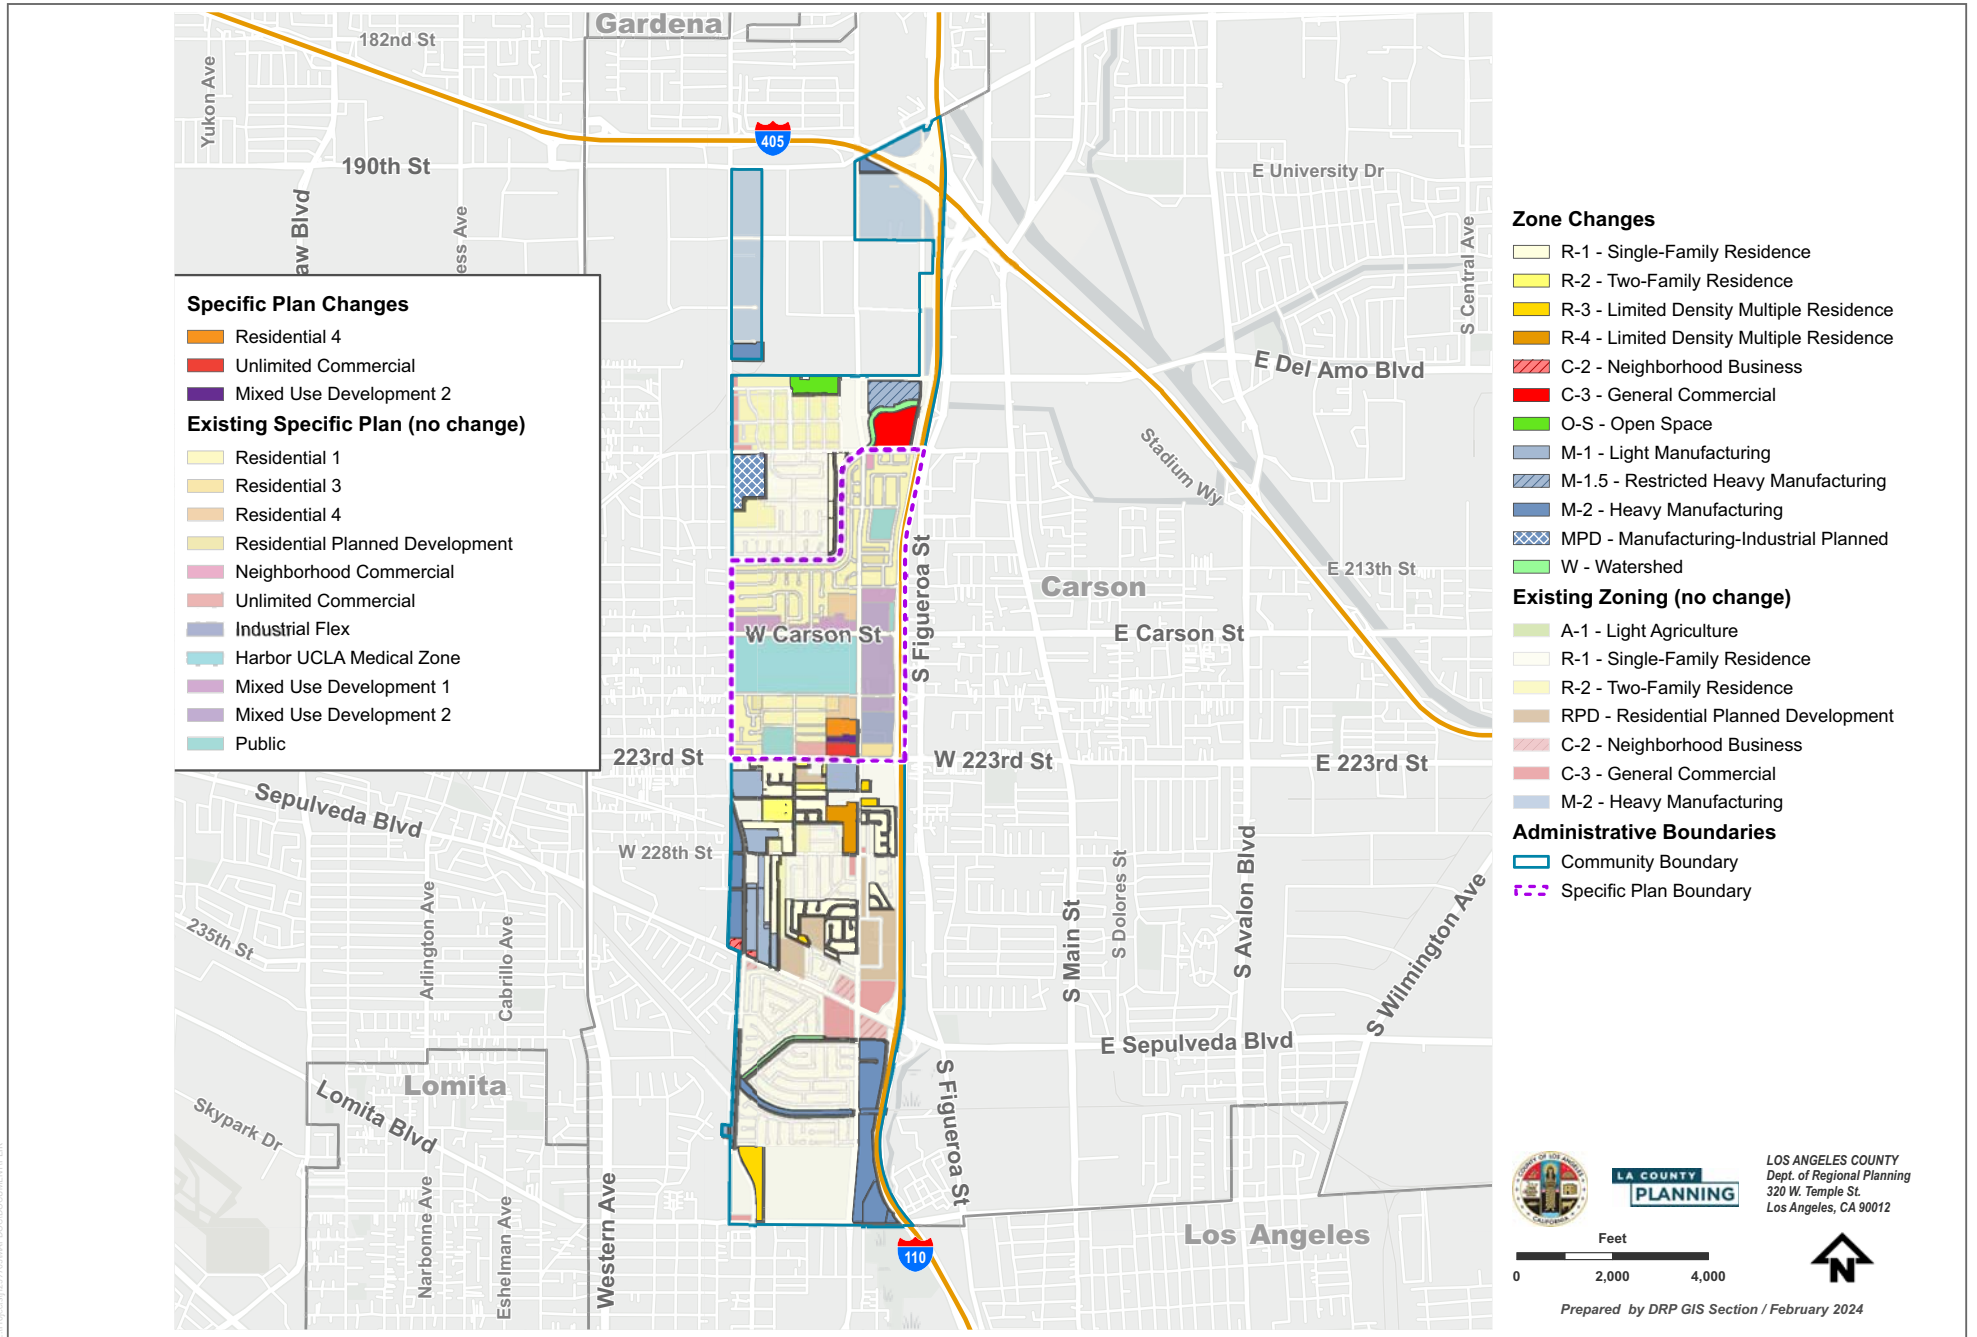 Gardena
182nd St
Yukon Ave
405
190th St
E University Dr
aw Blvd
ess Ave
S Central Ave
Specific Plan Changes
Residential 4
Unlimited Commercial
Mixed Use Development 2
Existing Specific Plan (no change)
Residential 1
Residential 3
Residential 4
Residential Planned Development
Neighborhood Commercial
Unlimited Commercial
Industrial Flex
Harbor UCLA Medical Zone
Mixed Use Development 1
Mixed Use Development 2
Public
E Del Amo Blvd
Stadium Wy
S Figueroa St
Carson
E 213th St
W Carson St
E Carson St
223rd St
W 223rd St
E 223rd St
Sepulveda Blvd
W 228th St
235th St
Arlington Ave
Cabrillo Ave
S Main St
S Dolores St
S Avalon Blvd
S Wilmington Ave
E Sepulveda Blvd
Lomita
Lomita Blvd
Skypark Dr
Narbonne Ave
Eshelman Ave
Western Ave
S Figueroa St
Los Angeles
110
Zone Changes
R-1 - Single-Family Residence
R-2 - Two-Family Residence
R-3 - Limited Density Multiple Residence
R-4 - Limited Density Multiple Residence
C-2 - Neighborhood Business
C-3 - General Commercial
O-S - Open Space
M-1 - Light Manufacturing
M-1.5 - Restricted Heavy Manufacturing
M-2 - Heavy Manufacturing
MPD - Manufacturing-Industrial Planned
W - Watershed
Existing Zoning (no change)
A-1 - Light Agriculture
R-1 - Single-Family Residence
R-2 - Two-Family Residence
RPD - Residential Planned Development
C-2 - Neighborhood Business
C-3 - General Commercial
M-2 - Heavy Manufacturing
Administrative Boundaries
Community Boundary
Specific Plan Boundary
COUNTY OF LOS ANGELES
CALIFORNIA
LA COUNTY
PLANNING
LOS ANGELES COUNTY
Dept. of Regional Planning
320 W. Temple St.
Los Angeles, CA 90012
Feet
0 2,000 4,000
N
Prepared by DRP GIS Section / February 2024